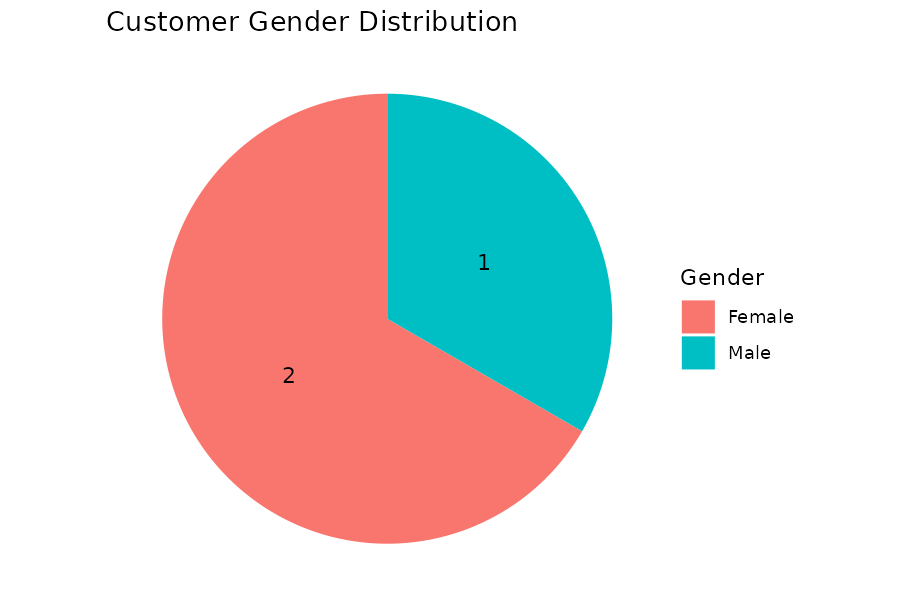 Customer Gender Distribution
1
2
Gender
Female
Male